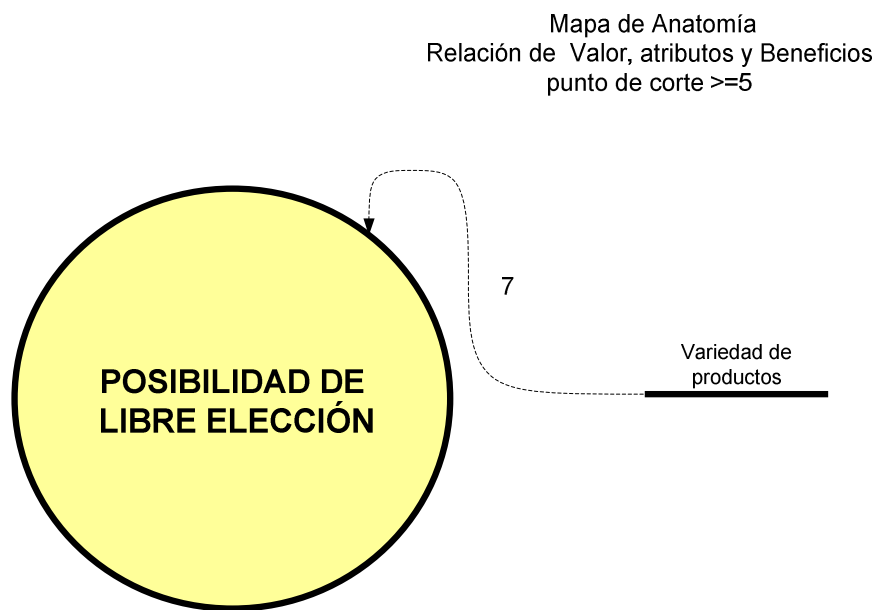 Mapa de Anatomía
Relación de Valor, atributos y Beneficios
punto de corte >=5
7
Variedad de
productos
POSIBILIDAD DE
LIBRE ELECCIÓN